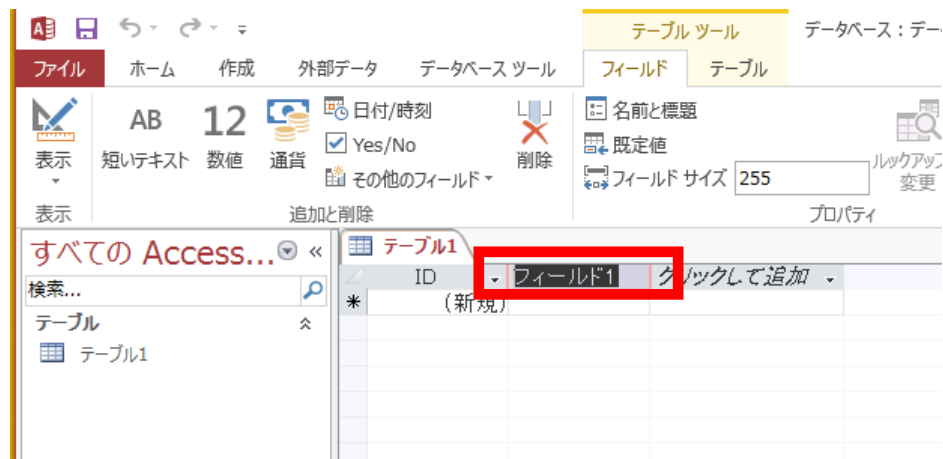 テーブル ツール データベース : デー
ファイル ホーム 作成 外部データ データベース ツール フィールド テーブル
AB 12 日付/時刻 名前と標題
Yes/No 既定値
表示 短いテキスト 数値 通貨 その他のフィールド 削除 フィールド サイズ 255 ルックアップ
変更
表示 追加と削除 プロパティ
すべての Access... « テーブル1
ID フィールド1 クリックして追加
検索... * (新規)
テーブル
テーブル1